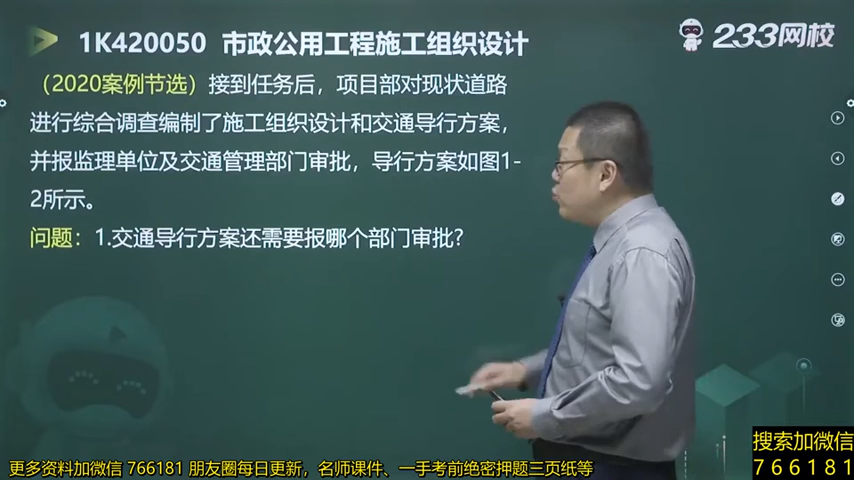 1K420050 市政公用工程施工组织设计
233网校
（2020案例节选）接到任务后，项目部对现状道路
进行综合调查编制了施工组织设计和交通导行方案，
并报监理单位及交通管理部门审批，导行方案如图1-
2所示。
问题：1.交通导行方案还需要报哪个部门审批?
搜索加微信
766181
更多资料加微信 766181 朋友圈每日更新，名师课件、一手考前绝密押题三页纸等